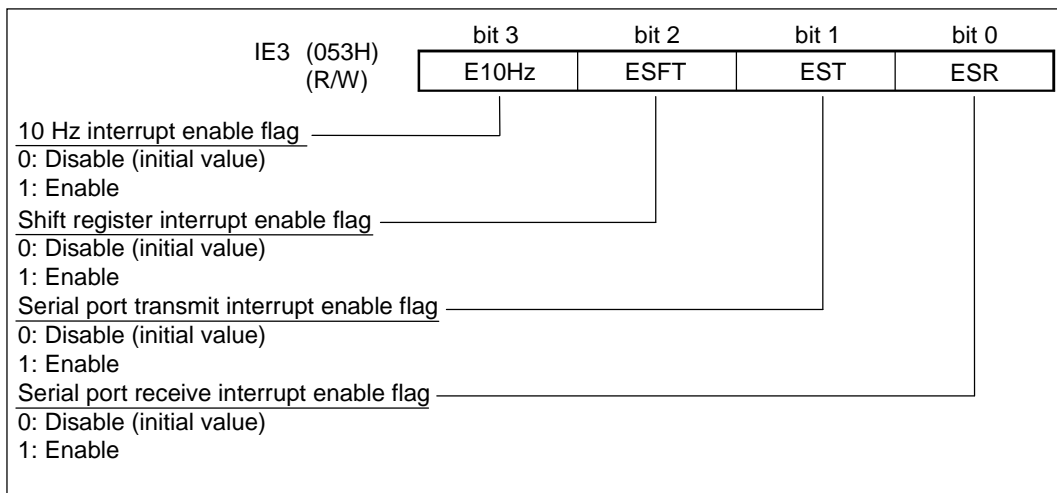 bit 3 bit 2 bit 1 bit 0
IE3 (053H)
(R/W)
E10Hz ESFT EST ESR
10 Hz interrupt enable flag
0: Disable (initial value)
1: Enable
Shift register interrupt enable flag
0: Disable (initial value)
1: Enable
Serial port transmit interrupt enable flag
0: Disable (initial value)
1: Enable
Serial port receive interrupt enable flag
0: Disable (initial value)
1: Enable